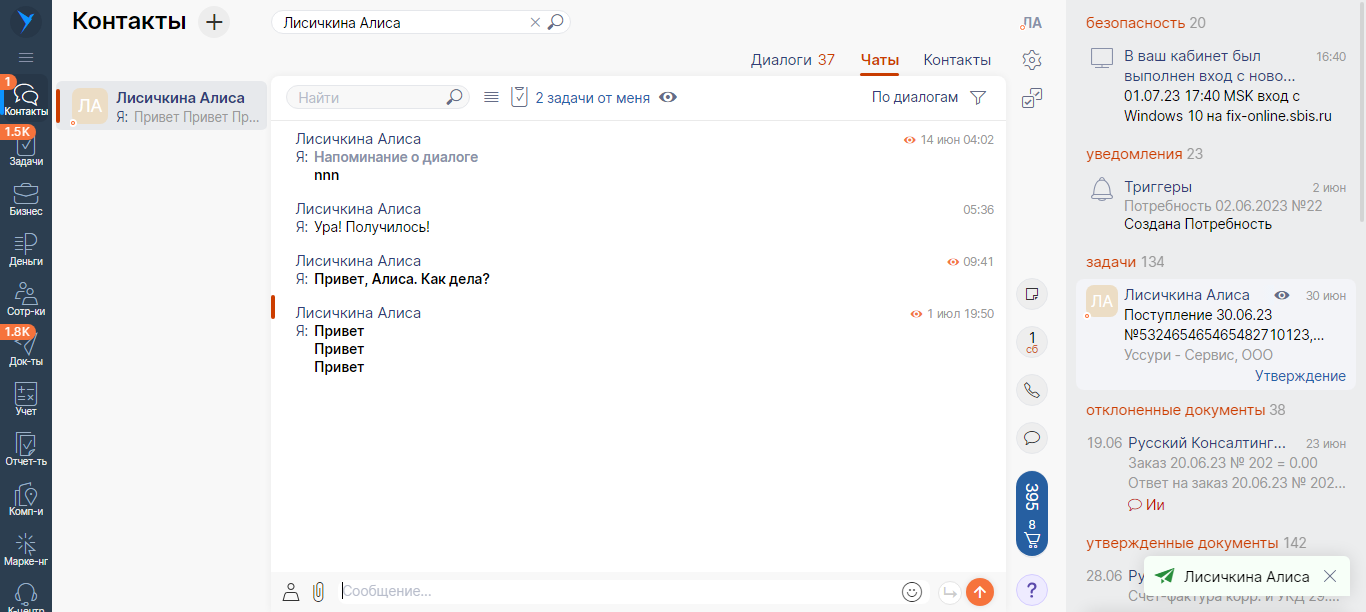 Контакты
Лисичкина Алиса
Диалоги 37 Чаты Контакты
1
Контакты
1.5K
Задачи
Бизнес
Деньги
Сотр-ки
1.8K
Док-ты
Учет
Отчет-ть
Комп-и
Марке-нг
К-центр
ЛА
Лисичкина Алиса
Я: Привет Привет Пр...
Найти
2 задачи от меня
По диалогам
Лисичкина Алиса 14 июн 04:02
Я: Напоминание о диалоге
nnn
Лисичкина Алиса 05:36
Я: Ура! Получилось!
Лисичкина Алиса 09:41
Я: Привет, Алиса. Как дела?
Лисичкина Алиса 1 июл 19:50
Я: Привет
Привет
Привет
Сообщение...
ЛА
1
сб
395
8
?
безопасность 20
В ваш кабинет был 16:40
выполнен вход с ново...
01.07.23 17:40 MSK вход с
Windows 10 на fix-online.sbis.ru
уведомления 23
Триггеры 2 июн
Потребность 02.06.2023 №22
Создана Потребность
задачи 134
ЛА
Лисичкина Алиса 30 июн
Поступление 30.06.23
№532465465465482710123,...
Уссури - Сервис, ООО
Утверждение
отклоненные документы 38
19.06 Русский Консалтинг... 23 июн
Заказ 20.06.23 № 202 = 0.00
Ответ на заказ 20.06.23 № 202...
Ии
утвержденные документы 142
28.06 Ру
Счет-фактура корр. и УКД 29....
Лисичкина Алиса